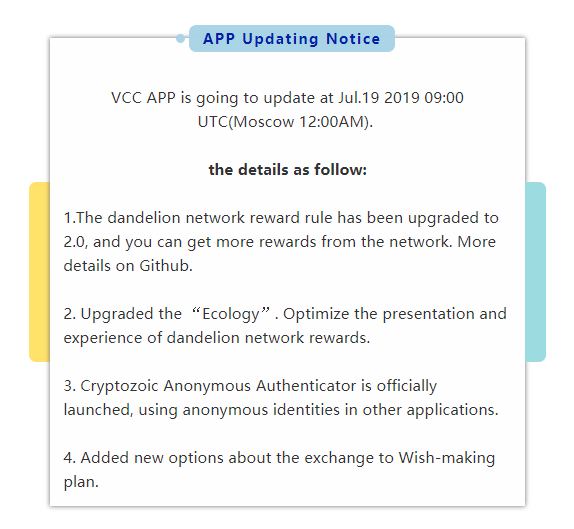 APP Updating Notice
VCC APP is going to update at Jul.19 2019 09:00
UTC(Moscow 12:00AM).
the details as follow:
1.The dandelion network reward rule has been upgraded to
2.0, and you can get more rewards from the network. More
details on Github.
2. Upgraded the “Ecology”. Optimize the presentation and
experience of dandelion network rewards.
3. Cryptozoic Anonymous Authenticator is officially
launched, using anonymous identities in other applications.
4. Added new options about the exchange to Wish-making
plan.